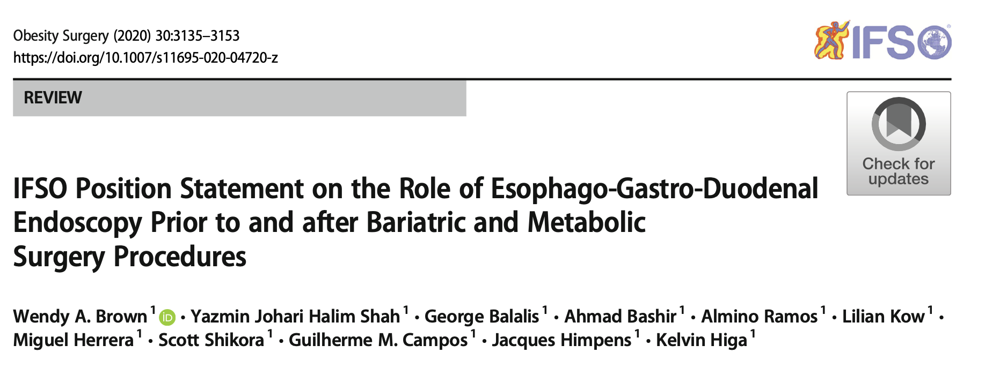 Obesity Surgery (2020) 30:3135–3153
https://doi.org/10.1007/s11695-020-04720-z
IFSO
®
REVIEW
Check for
updates
IFSO Position Statement on the Role of Esophago-Gastro-Duodenal
Endoscopy Prior to and after Bariatric and Metabolic
Surgery Procedures
Wendy A. Brown 1 iD • Yazmin Johari Halim Shah 1 • George Balalis 1 • Ahmad Bashir 1 • Almino Ramos 1 • Lilian Kow 1 •
Miguel Herrera 1 • Scott Shikora 1 • Guilherme M. Campos 1 • Jacques Himpens 1 • Kelvin Higa 1